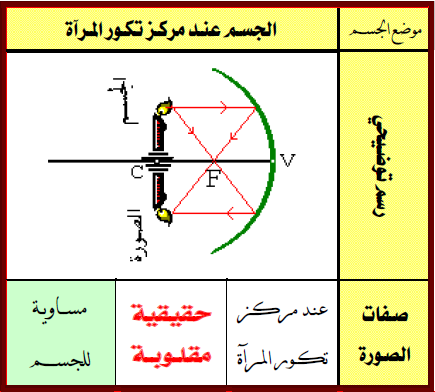 موضع الجسم
الجسم عند مركز تكور المرآة
رسم توضيحي
الجسم
C
F
V
الصورة
صفات
الصورة
عند مركز
تكور المرآة
حقيقية
مقلوبة
مساوية
للجسم